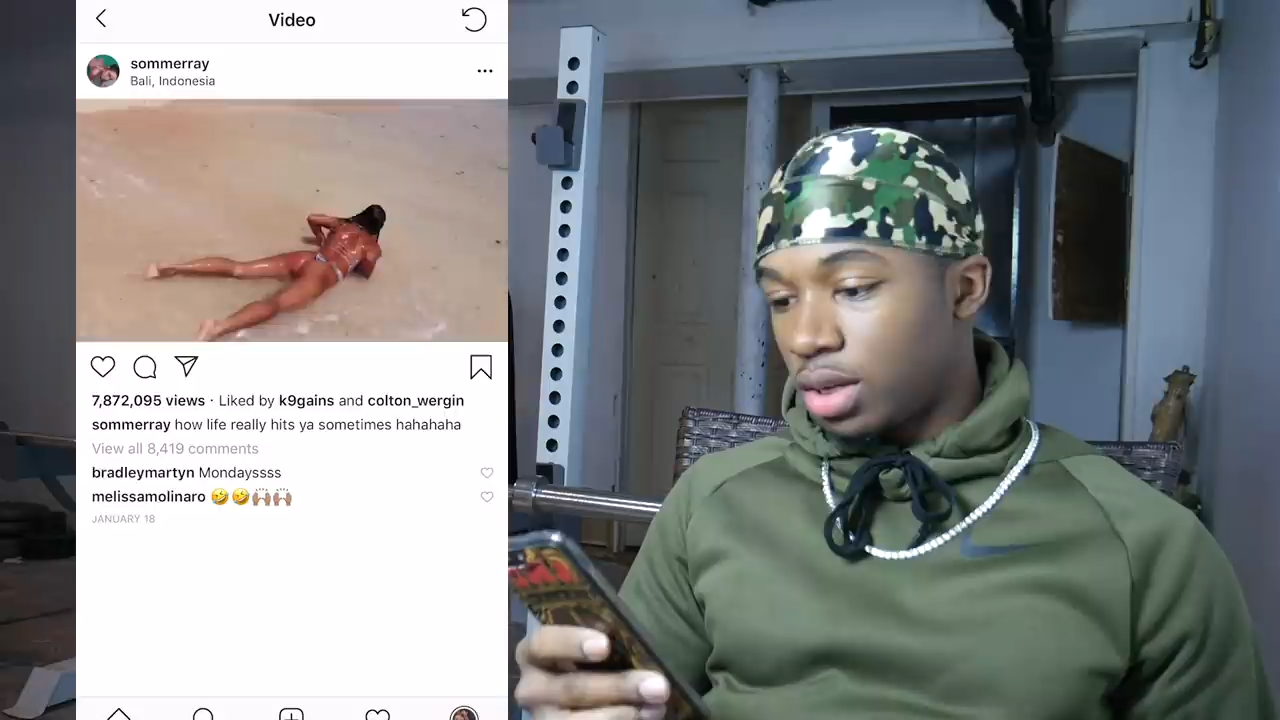 Video
sommerray
Bali, Indonesia
7,872,095 views · Liked by k9gains and colton_wergin
sommerray how life really hits ya sometimes hahahaha
View all 8,419 comments
bradleymartyn Mondayssss
melissamolinaro 🤣🤣🙌🏽🙌🏽
JANUARY 18